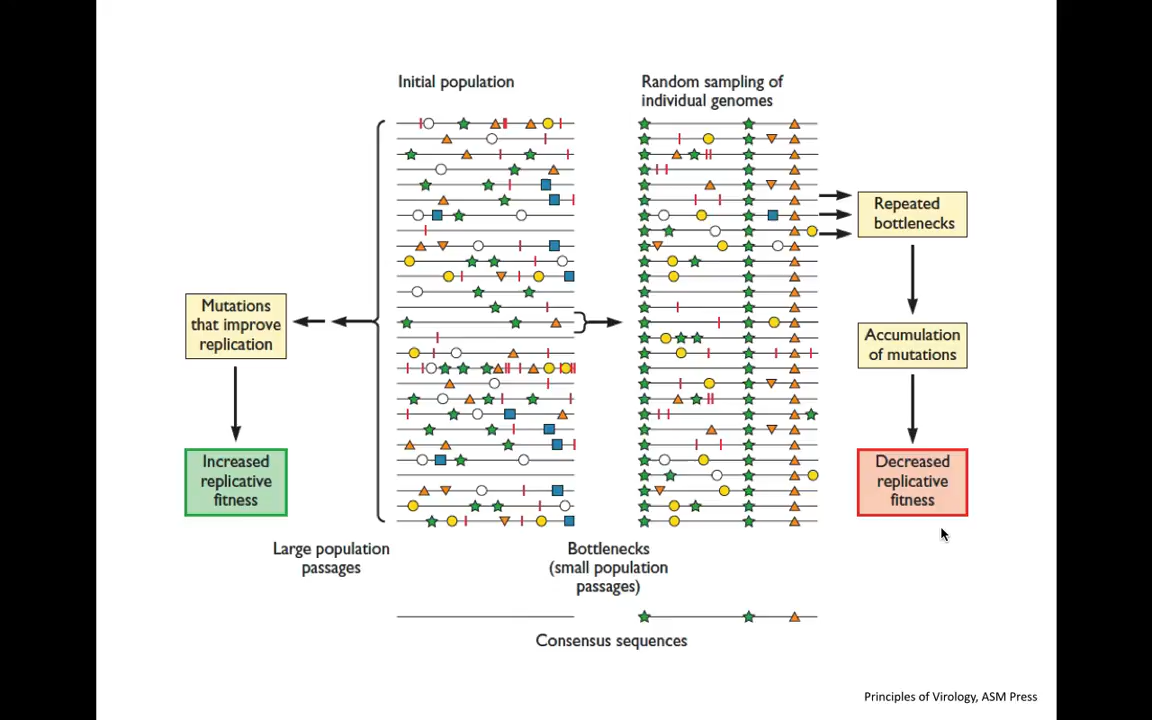 Initial population
Random sampling of
individual genomes
Repeated
bottlenecks
Mutations
that improve
replication
Accumulation
of mutations
Increased
replicative
fitness
Decreased
replicative
fitness
Large population
passages
Bottlenecks
(small population
passages)
Consensus sequences
Principles of Virology, ASM Press